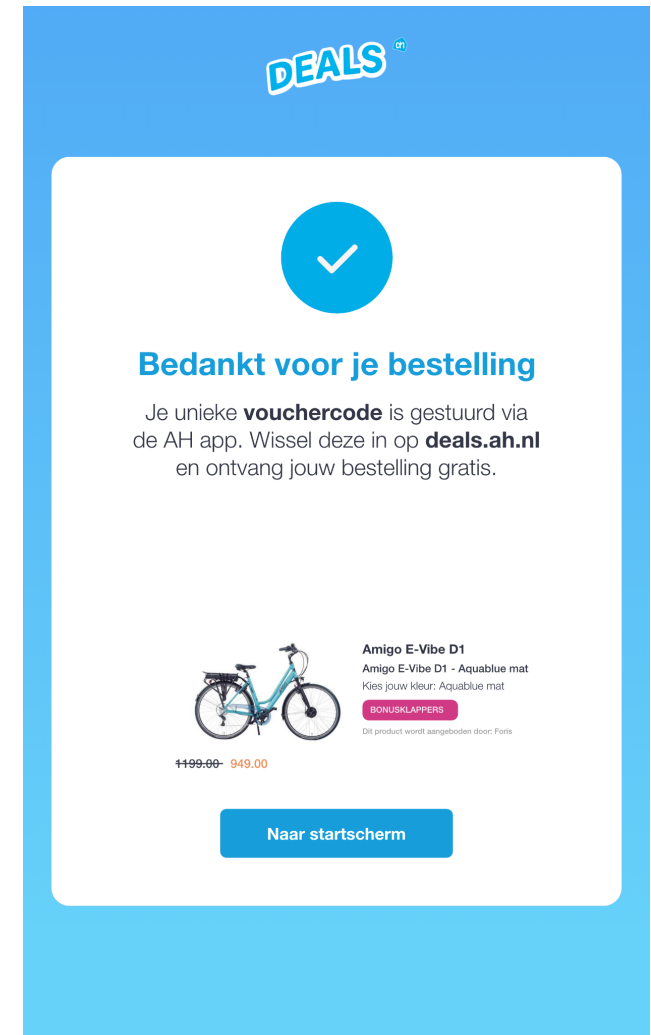 DEALS
ah
Bedankt voor je bestelling
Je unieke vouchercode is gestuurd via
de AH app. Wissel deze in op deals.ah.nl
en ontvang jouw bestelling gratis.
Amigo E-Vibe D1
Amigo E-Vibe D1 - Aquablue mat
Kies jouw kleur: Aquablue mat
BONUSKLAPPERS
Dit product wordt aangeboden door: Foris
1199.00- 949.00
Naar startscherm